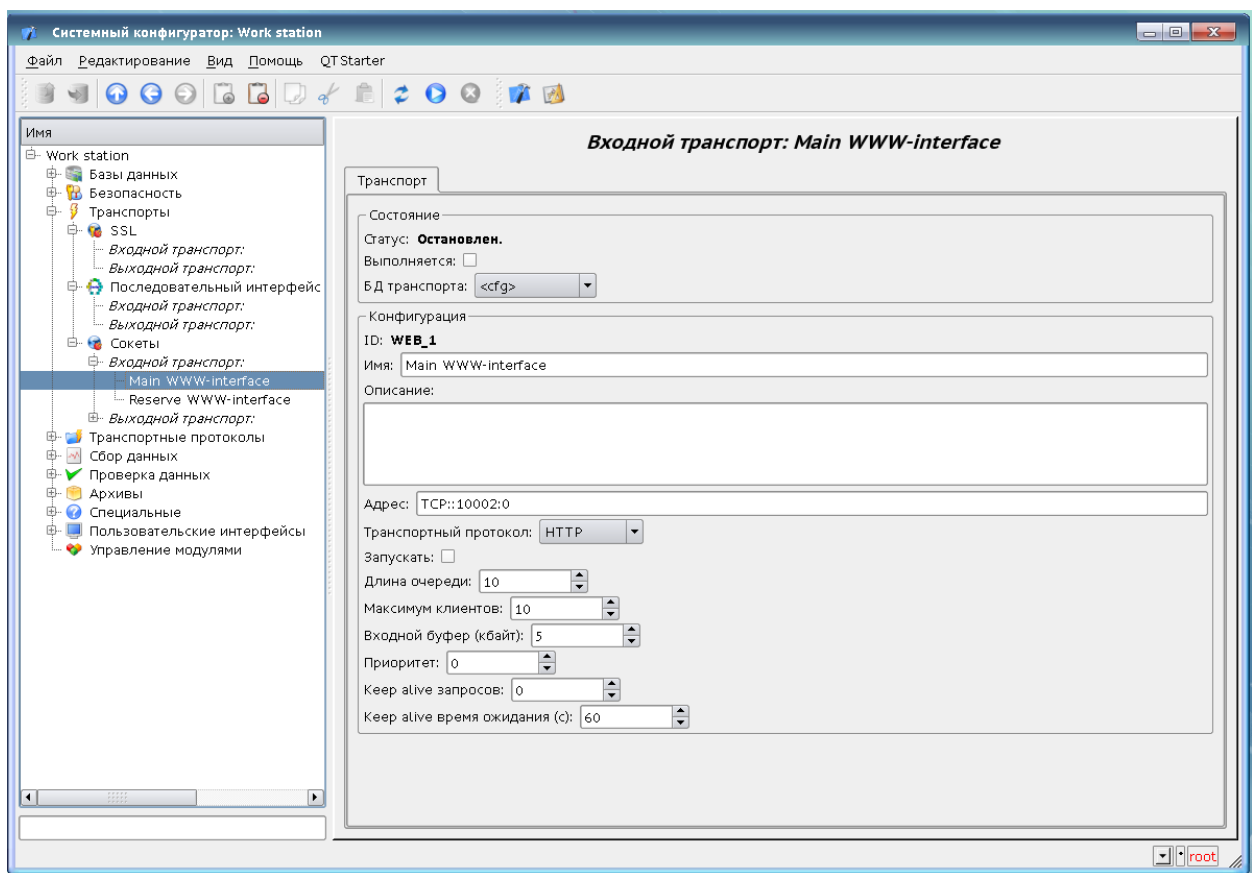 Системный конфигуратор: Work station
Файл Редактирование Вид Помощь QTStarter
Имя
Work station
Базы данных
Безопасность
Транспорты
SSL
Входной транспорт:
Выходной транспорт:
Последовательный интерфейс
Входной транспорт:
Выходной транспорт:
Сокеты
Входной транспорт:
Main WWW-interface
Reserve WWW-interface
Выходной транспорт:
Транспортные протоколы
Сбор данных
Проверка данных
Архивы
Специальные
Пользовательские интерфейсы
Управление модулями
Входной транспорт: Main WWW-interface
Транспорт
Состояние
Статус: Остановлен.
Выполняется:
БД транспорта: <cfg>
Конфигурация
ID: WEB_1
Имя: Main WWW-interface
Описание:
Адрес: TCP::10002:0
Транспортный протокол: HTTP
Запускать:
Длина очереди: 10
Максимум клиентов: 10
Входной буфер (кбайт): 5
Приоритет: 0
Keep alive запросов: 0
Keep alive время ожидания (с): 60
* root